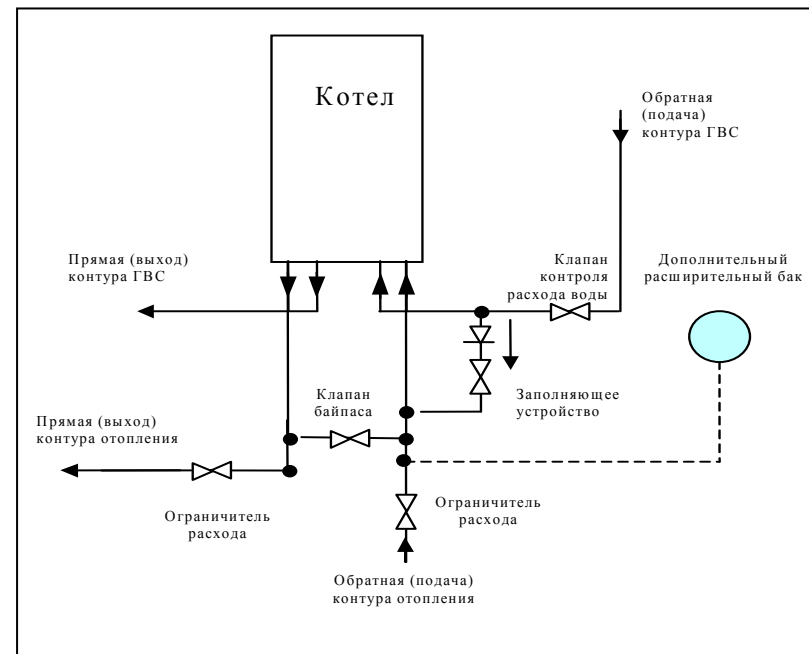 Котел
Обратная
(подача)
контура ГВС
Прямая (выход)
контура ГВС
Клапан
контроля
расхода воды
Дополнительный
расширительный бак
Клапан
байпаса
Заполняющее
устройство
Прямая (выход)
контура отопления
Ограничитель
расхода
Ограничитель
расхода
Обратная (подача)
контура отопления